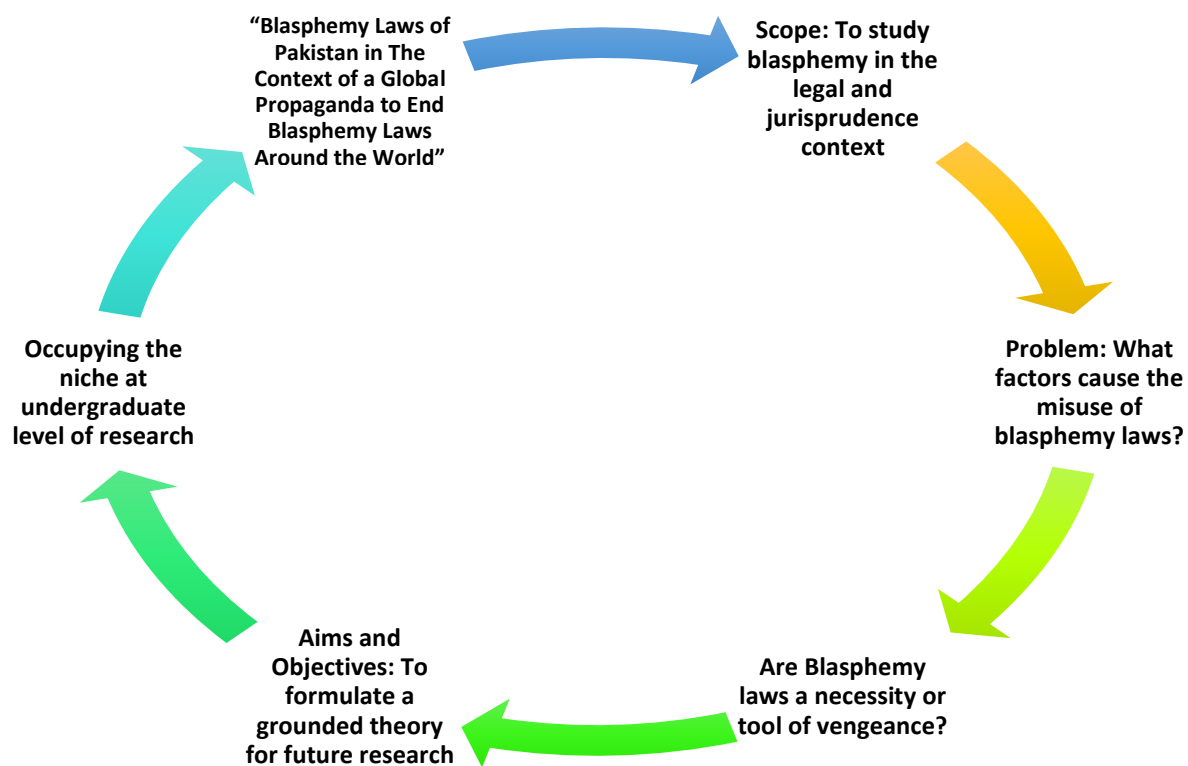 “Blasphemy Laws of
Pakistan in The
Context of a Global
Propaganda to End
Blasphemy Laws
Around the World”
Scope: To study
blasphemy in the
legal and
jurisprudence
context
Problem: What
factors cause the
misuse of
blasphemy laws?
Are Blasphemy
laws a necessity or
tool of vengeance?
Aims and
Objectives: To
formulate a
grounded theory
for future research
Occupying the
niche at
undergraduate
level of research